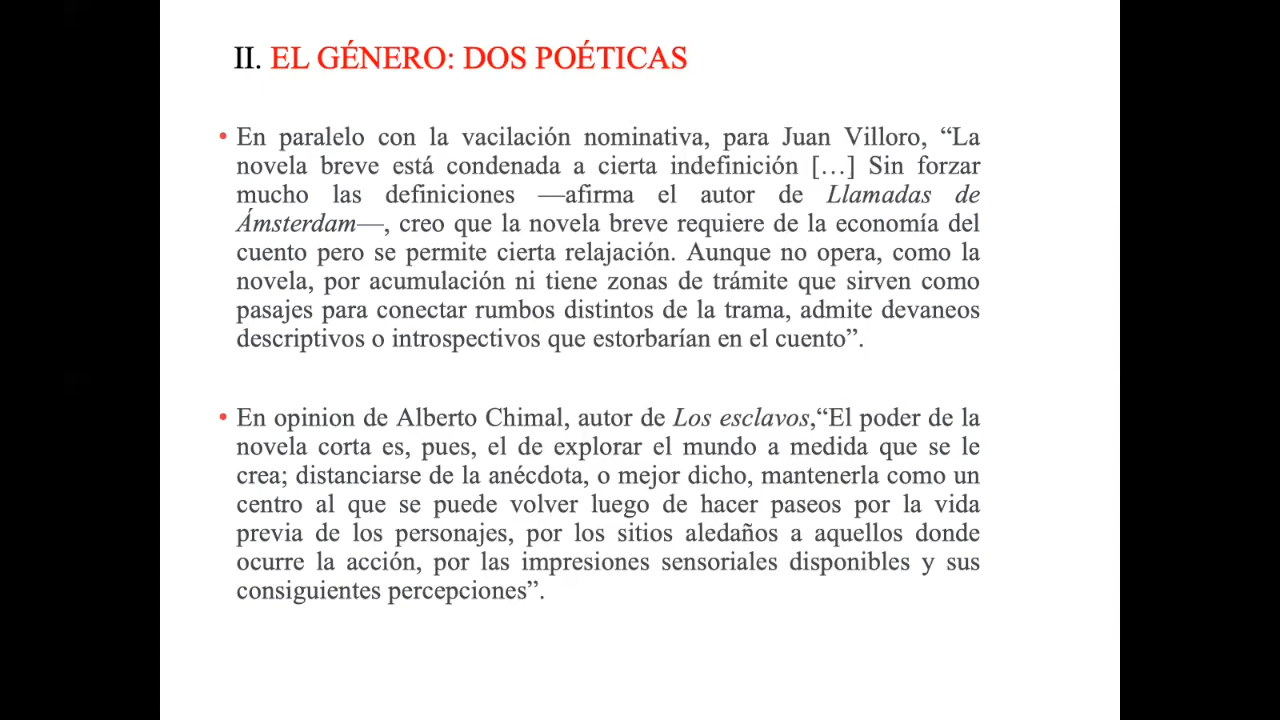 II. EL GÉNERO: DOS POÉTICAS
• En paralelo con la vacilación nominativa, para Juan Villoro, “La
novela breve está condenada a cierta indefinición […] Sin forzar
mucho las definiciones —afirma el autor de Llamadas de
Ámsterdam—, creo que la novela breve requiere de la economía del
cuento pero se permite cierta relajación. Aunque no opera, como la
novela, por acumulación ni tiene zonas de trámite que sirven como
pasajes para conectar rumbos distintos de la trama, admite devaneos
descriptivos o introspectivos que estorbarían en el cuento”.
• En opinion de Alberto Chimal, autor de Los esclavos,“El poder de la
novela corta es, pues, el de explorar el mundo a medida que se le
crea; distanciarse de la anécdota, o mejor dicho, mantenerla como un
centro al que se puede volver luego de hacer paseos por la vida
previa de los personajes, por los sitios aledaños a aquellos donde
ocurre la acción, por las impresiones sensoriales disponibles y sus
consiguientes percepciones”.